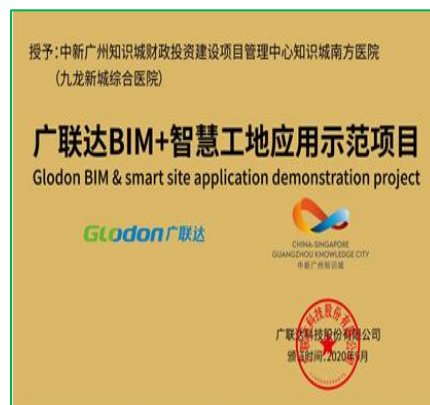 授予：中新广州知识城财政投资建设项目管理中心知识城南方医院
（九龙新城综合医院）
广联达BIM+智慧工地应用示范项目
Glodon BIM & smart site application demonstration project
GLodon广联达
CHINA-SINGAPORE
GUANGZHOU KNOWLEDGE CITY
中新广州知识城
广联达科技股份有限公司
颁证时间:2020年9月